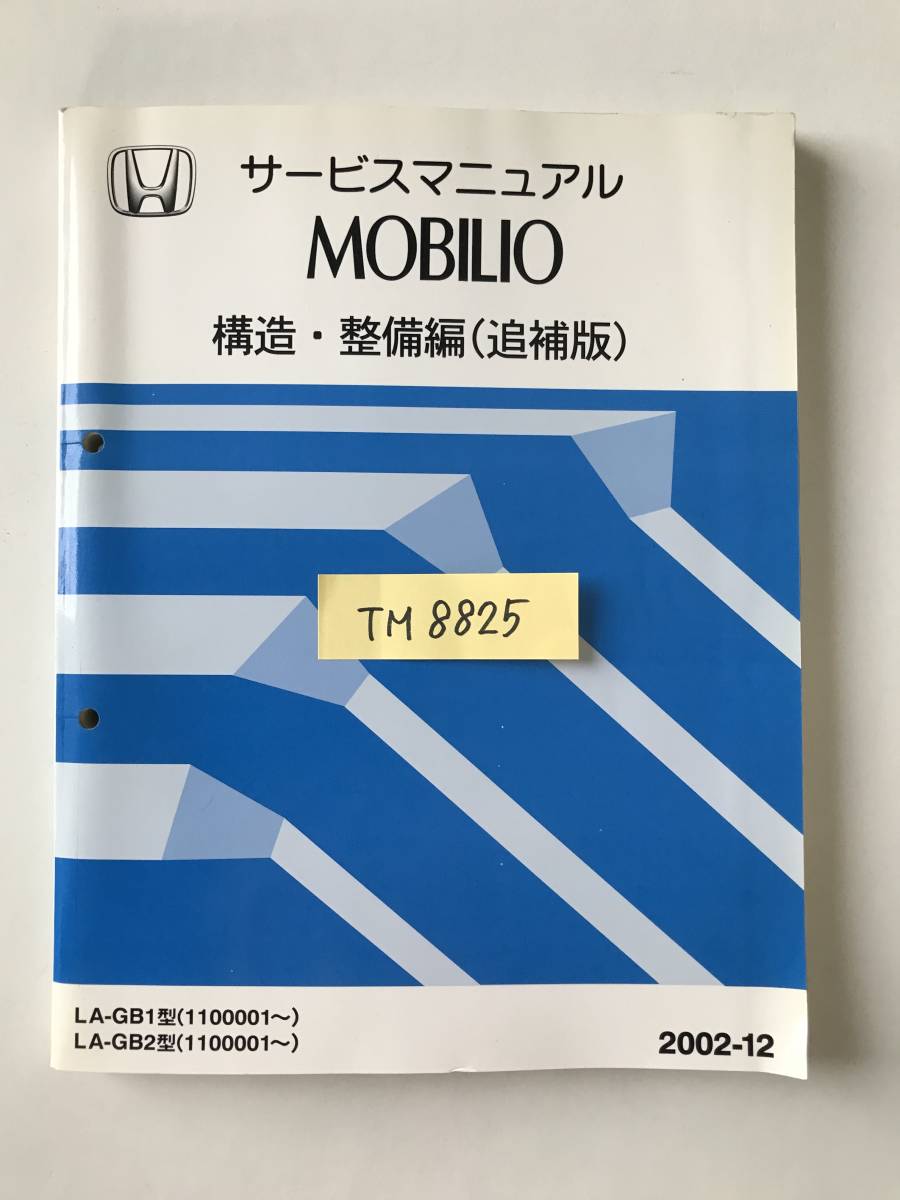 サービスマニュアル
MOBILIO
構造・整備編(追補版)
TM 8825
LA-GB1型(1100001〜)
LA-GB2型(1100001〜)
2002-12